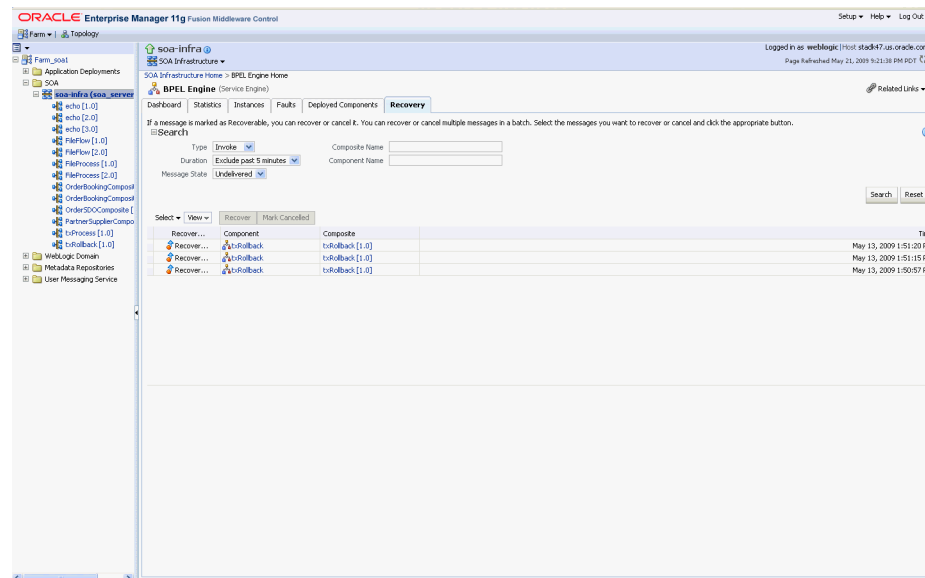 ORACLE Enterprise Manager 11g Fusion Middleware Control
Setup Help Log Out
Farm Topology
Farm_soa1
Application Deployments
SOA
soa-infra (soa_server
echo [1.0]
echo [2.0]
echo [3.0]
FileFlow [1.0]
FileFlow [2.0]
FileProcess [1.0]
FileProcess [2.0]
OrderBookingComposi
OrderBookingComposi
OrderSDOComposite [
PartnerSupplierCompo
txProcess [1.0]
txRollback [1.0]
WebLogic Domain
Metadata Repositories
User Messaging Service
soa-infra
Logged in as weblogic|Host stadk47.us.oracle.com
SOA Infrastructure
Page Refreshed May 21, 2009 9:21:38 PM PDT
SOA Infrastructure Home > BPEL Engine Home
BPEL Engine (Service Engine)
Related Links
Dashboard Statistics Instances Faults Deployed Components Recovery
If a message is marked as Recoverable, you can recover or cancel it. You can recover or cancel multiple messages in a batch. Select the messages you want to recover or cancel and click the appropriate button.
Search
Type Invoke Composite Name
Duration Exclude past 5 minutes Component Name
Message State Undelivered
Search Reset
Select View Recover Mark Cancelled
Recover... Component Composite
Recover... txRollback txRollback [1.0] May 13, 2009 1:51:20
Recover... txRollback txRollback [1.0] May 13, 2009 1:51:15
Recover... txRollback txRollback [1.0] May 13, 2009 1:50:57